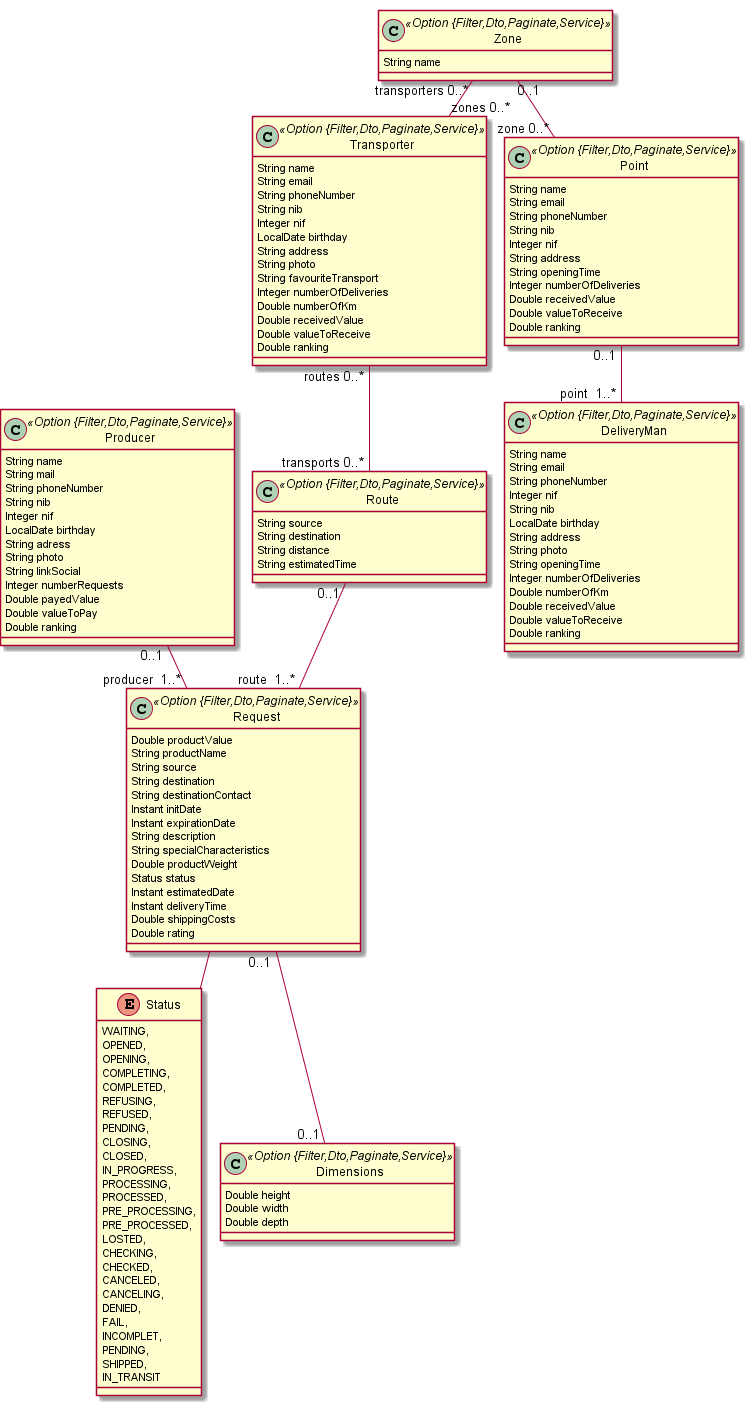 C «Option {Filter,Dto,Paginate,Service}»
Zone
String name
transporters 0..*
0..1
zones 0..*
zone 0..*
C «Option {Filter,Dto,Paginate,Service}»
Transporter
String name
String email
String phoneNumber
String nib
Integer nif
LocalDate birthday
String address
String photo
String favouriteTransport
Integer numberOfDeliveries
Double numberOfKm
Double receivedValue
Double valueToReceive
Double ranking
C «Option {Filter,Dto,Paginate,Service}»
Point
String name
String email
String phoneNumber
String nib
Integer nif
String address
String openingTime
Integer numberOfDeliveries
Double receivedValue
Double valueToReceive
Double ranking
routes 0..*
transports 0..*
0..1
point 1..*
C «Option {Filter,Dto,Paginate,Service}»
Producer
String name
String mail
String phoneNumber
String nib
Integer nif
LocalDate birthday
String adress
String photo
String linkSocial
Integer numberRequests
Double payedValue
Double valueToPay
Double ranking
C «Option {Filter,Dto,Paginate,Service}»
Route
String source
String destination
String distance
String estimatedTime
C «Option {Filter,Dto,Paginate,Service}»
DeliveryMan
String name
String email
String phoneNumber
Integer nif
String nib
LocalDate birthday
String address
String photo
String openingTime
Integer numberOfDeliveries
Double numberOfKm
Double receivedValue
Double valueToReceive
Double ranking
0..1
producer 1..*
0..1
route 1..*
C «Option {Filter,Dto,Paginate,Service}»
Request
Double productValue
String productName
String source
String destination
String destinationContact
Instant initDate
Instant expirationDate
String description
String specialCharacteristics
Double productWeight
Status status
Instant estimatedDate
Instant deliveryTime
Double shippingCosts
Double rating
0..1
0..1
E Status
WAITING,
OPENED,
OPENING,
COMPLETING,
COMPLETED,
REFUSING,
REFUSED,
PENDING,
CLOSING,
CLOSED,
IN_PROGRESS,
PROCESSING,
PROCESSED,
PRE_PROCESSING,
PRE_PROCESSED,
LOSTED,
CHECKING,
CHECKED,
CANCELED,
CANCELING,
DENIED,
FAIL,
INCOMPLET,
PENDING,
SHIPPED,
IN_TRANSIT
C «Option {Filter,Dto,Paginate,Service}»
Dimensions
Double height
Double width
Double depth